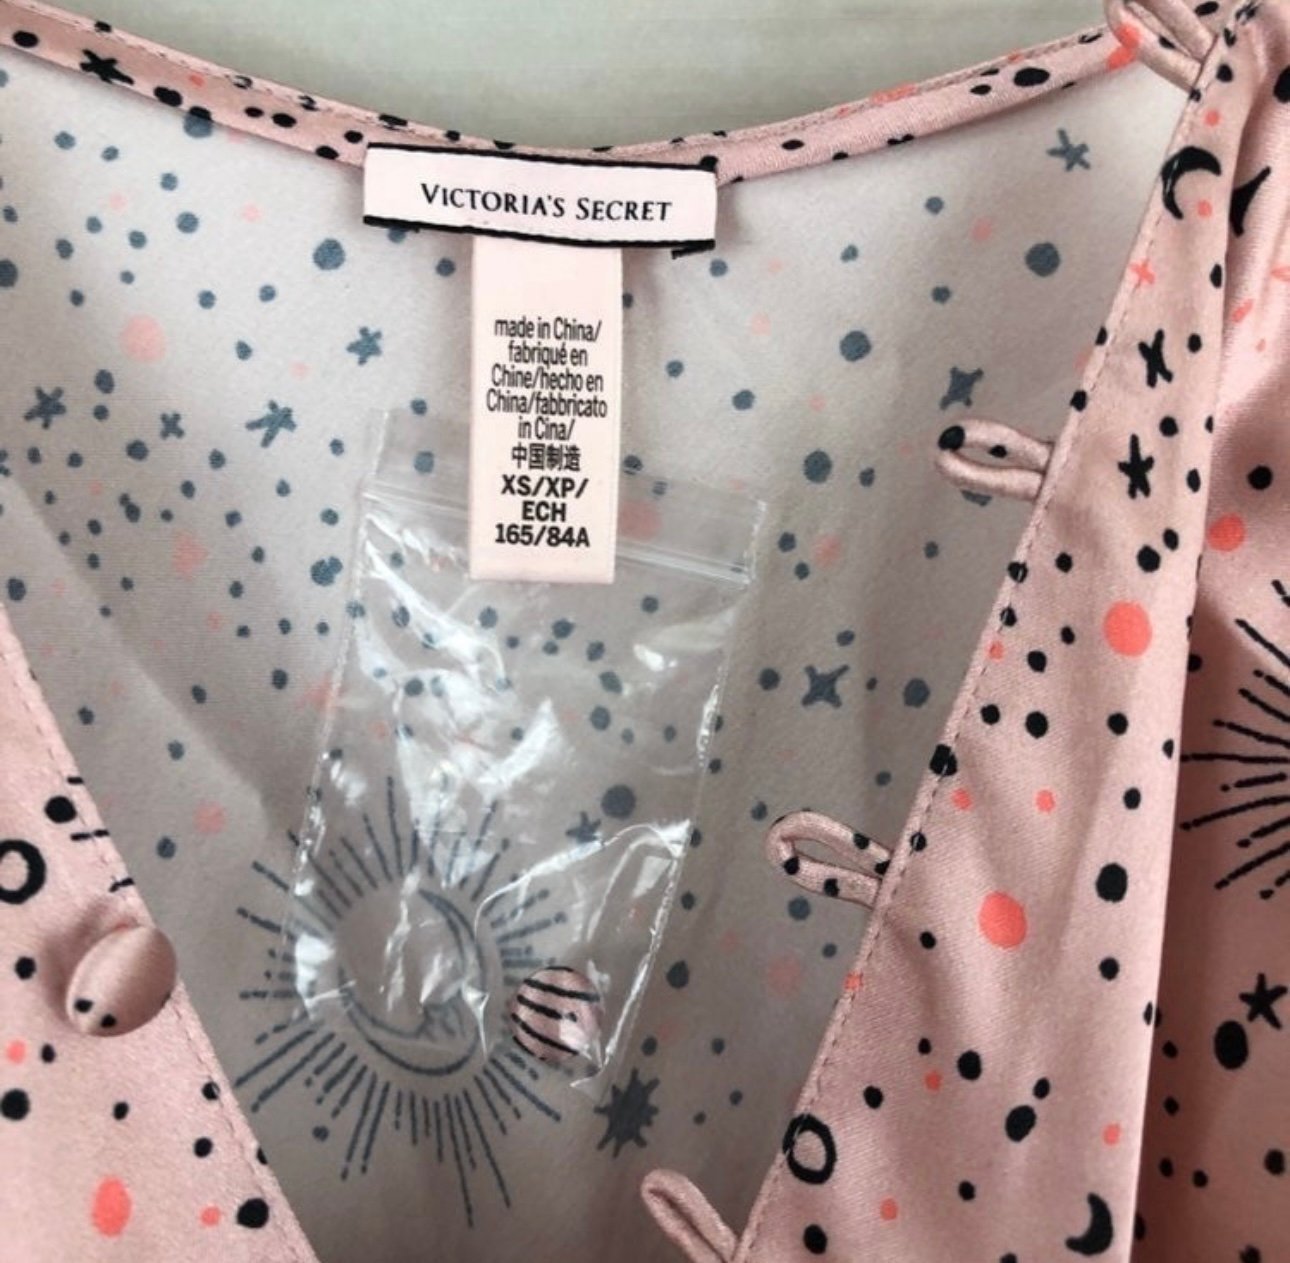 VICTORIA'S SECRET
made in China/
fabriqué en
Chine/hecho en
China/fabbricato
in Cina/
中国制造
XS/XP/
ECH
165/84A